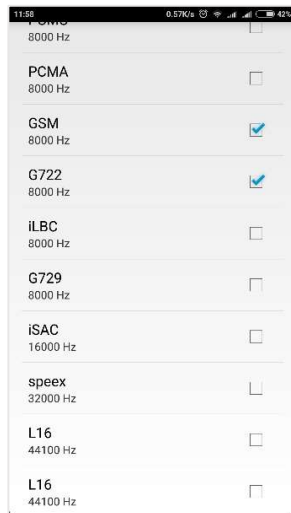 11:58 0.57K/s 42%
8000 Hz
PCMA
8000 Hz
GSM
8000 Hz
G722
8000 Hz
iLBC
8000 Hz
G729
8000 Hz
iSAC
16000 Hz
speex
32000 Hz
L16
44100 Hz
L16
44100 Hz